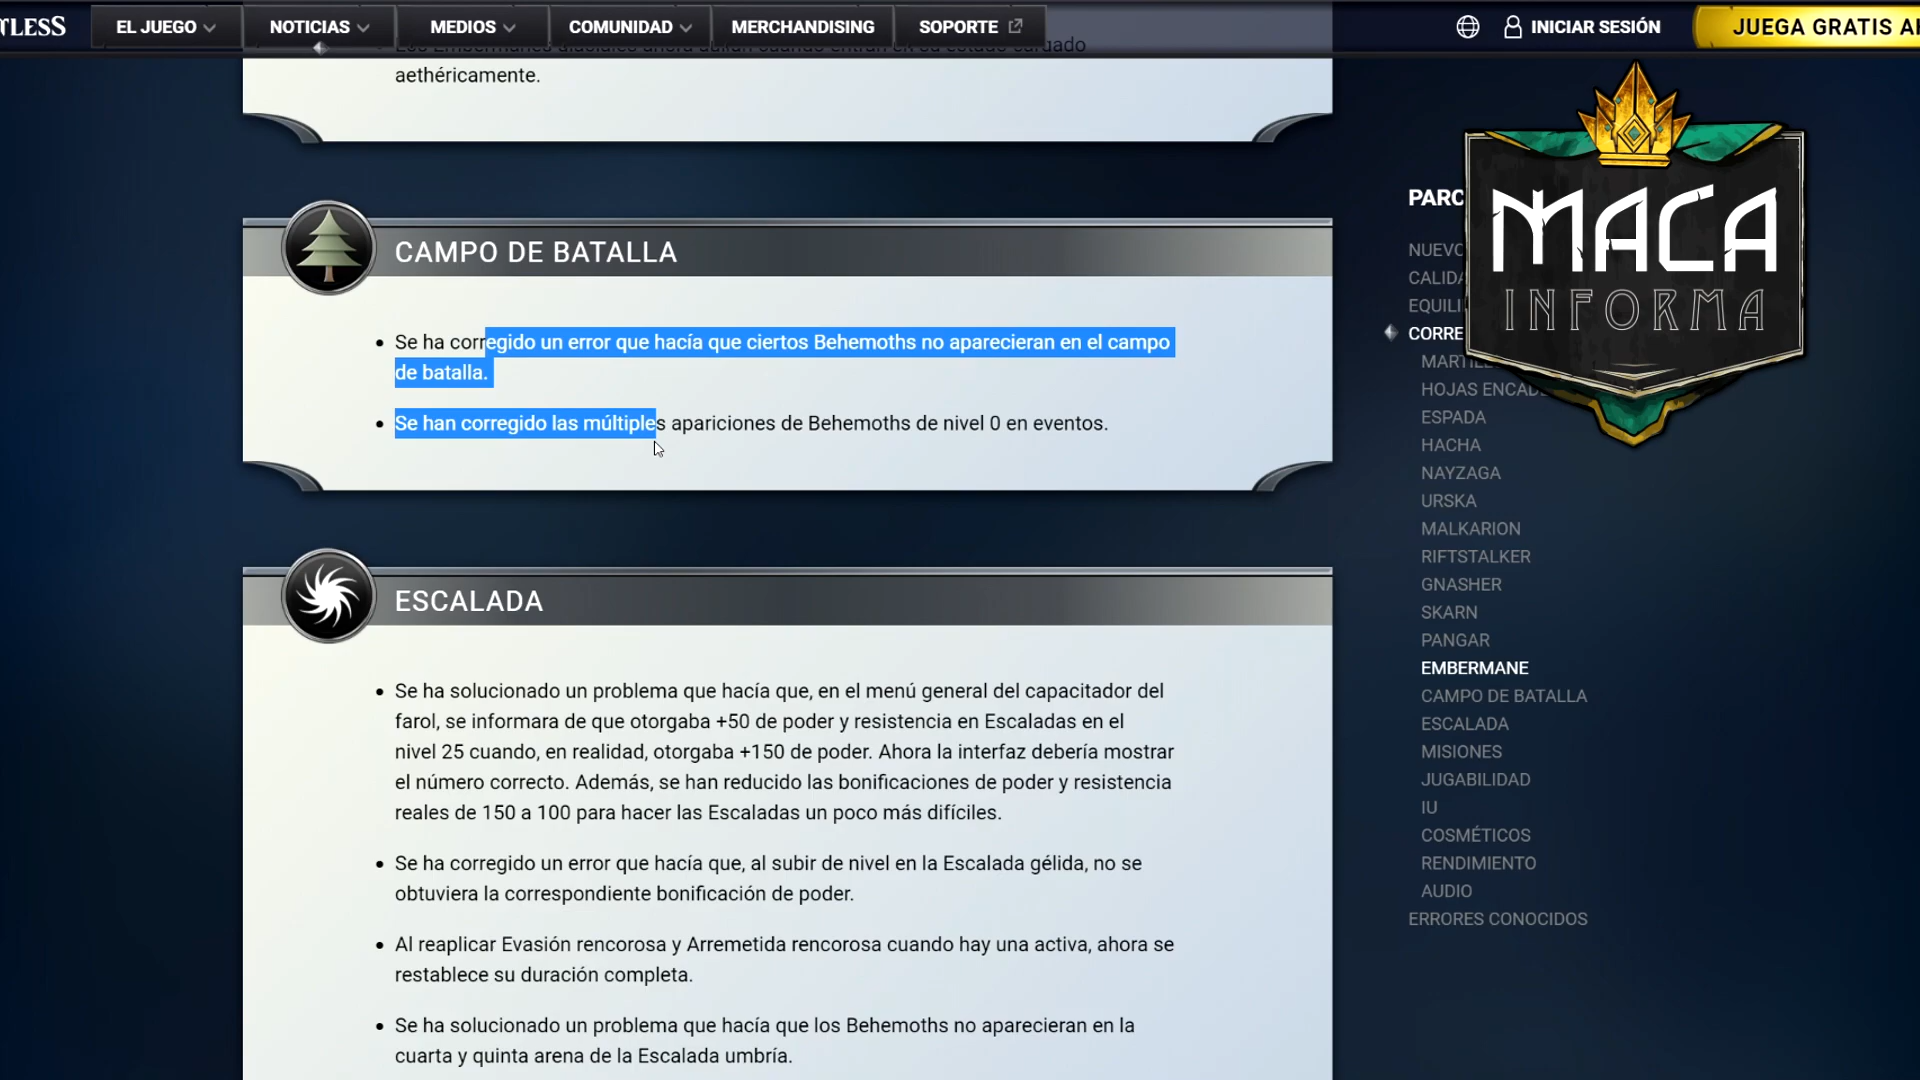 TLESS
EL JUEGO
NOTICIAS
MEDIOS
COMUNIDAD
MERCHANDISING
SOPORTE
INICIAR SESIÓN
JUEGA GRATIS AH
aethéricamente.
CAMPO DE BATALLA
Se ha corregido un error que hacía que ciertos Behemoths no aparecieran en el campo
de batalla.
Se han corregido las múltiples apariciones de Behemoths de nivel 0 en eventos.
ESCALADA
Se ha solucionado un problema que hacía que, en el menú general del capacitador del
farol, se informara de que otorgaba +50 de poder y resistencia en Escaladas en el
nivel 25 cuando, en realidad, otorgaba +150 de poder. Ahora la interfaz debería mostrar
el número correcto. Además, se han reducido las bonificaciones de poder y resistencia
reales de 150 a 100 para hacer las Escaladas un poco más difíciles.
Se ha corregido un error que hacía que, al subir de nivel en la Escalada gélida, no se
obtuviera la correspondiente bonificación de poder.
Al reaplicar Evasión rencorosa y Arremetida rencorosa cuando hay una activa, ahora se
restablece su duración completa.
Se ha solucionado un problema que hacía que los Behemoths no aparecieran en la
cuarta y quinta arena de la Escalada umbría.
MACA
INFORMA
PARC
NUEVO
CALIDA
EQUILI
CORRE
MARTILL
HOJAS ENCADE
ESPADA
HACHA
NAYZAGA
URSKA
MALKARION
RIFTSTALKER
GNASHER
SKARN
PANGAR
EMBERMANE
CAMPO DE BATALLA
ESCALADA
MISIONES
JUGABILIDAD
IU
COSMÉTICOS
RENDIMIENTO
AUDIO
ERRORES CONOCIDOS